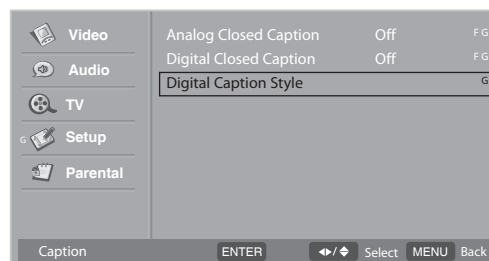 Video
Audio
TV
G Setup
Parental
Analog Closed Caption Off F G
Digital Closed Caption Off F G
Digital Caption Style G
Caption ENTER / Select MENU Back